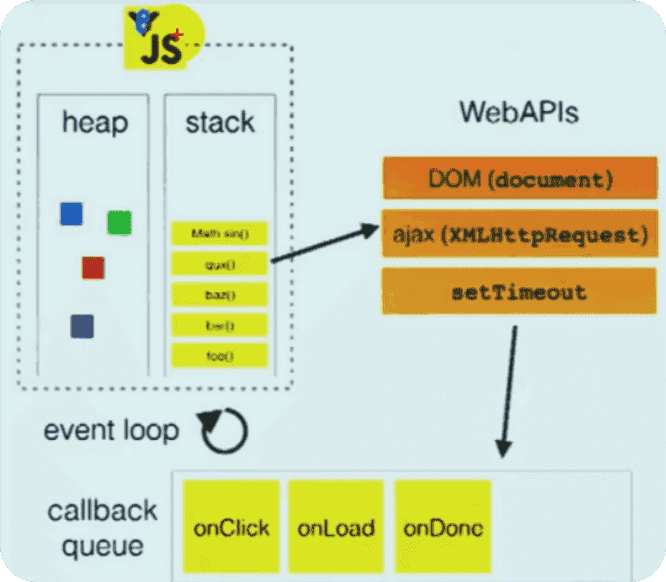 JS
heap
stack
Math sin()
qux()
baz()
bar()
foo()
WebAPIs
DOM (document)
ajax (XMLHttpRequest)
setTimeout
event loop
callback
queue
onClick
onLoad
onDone